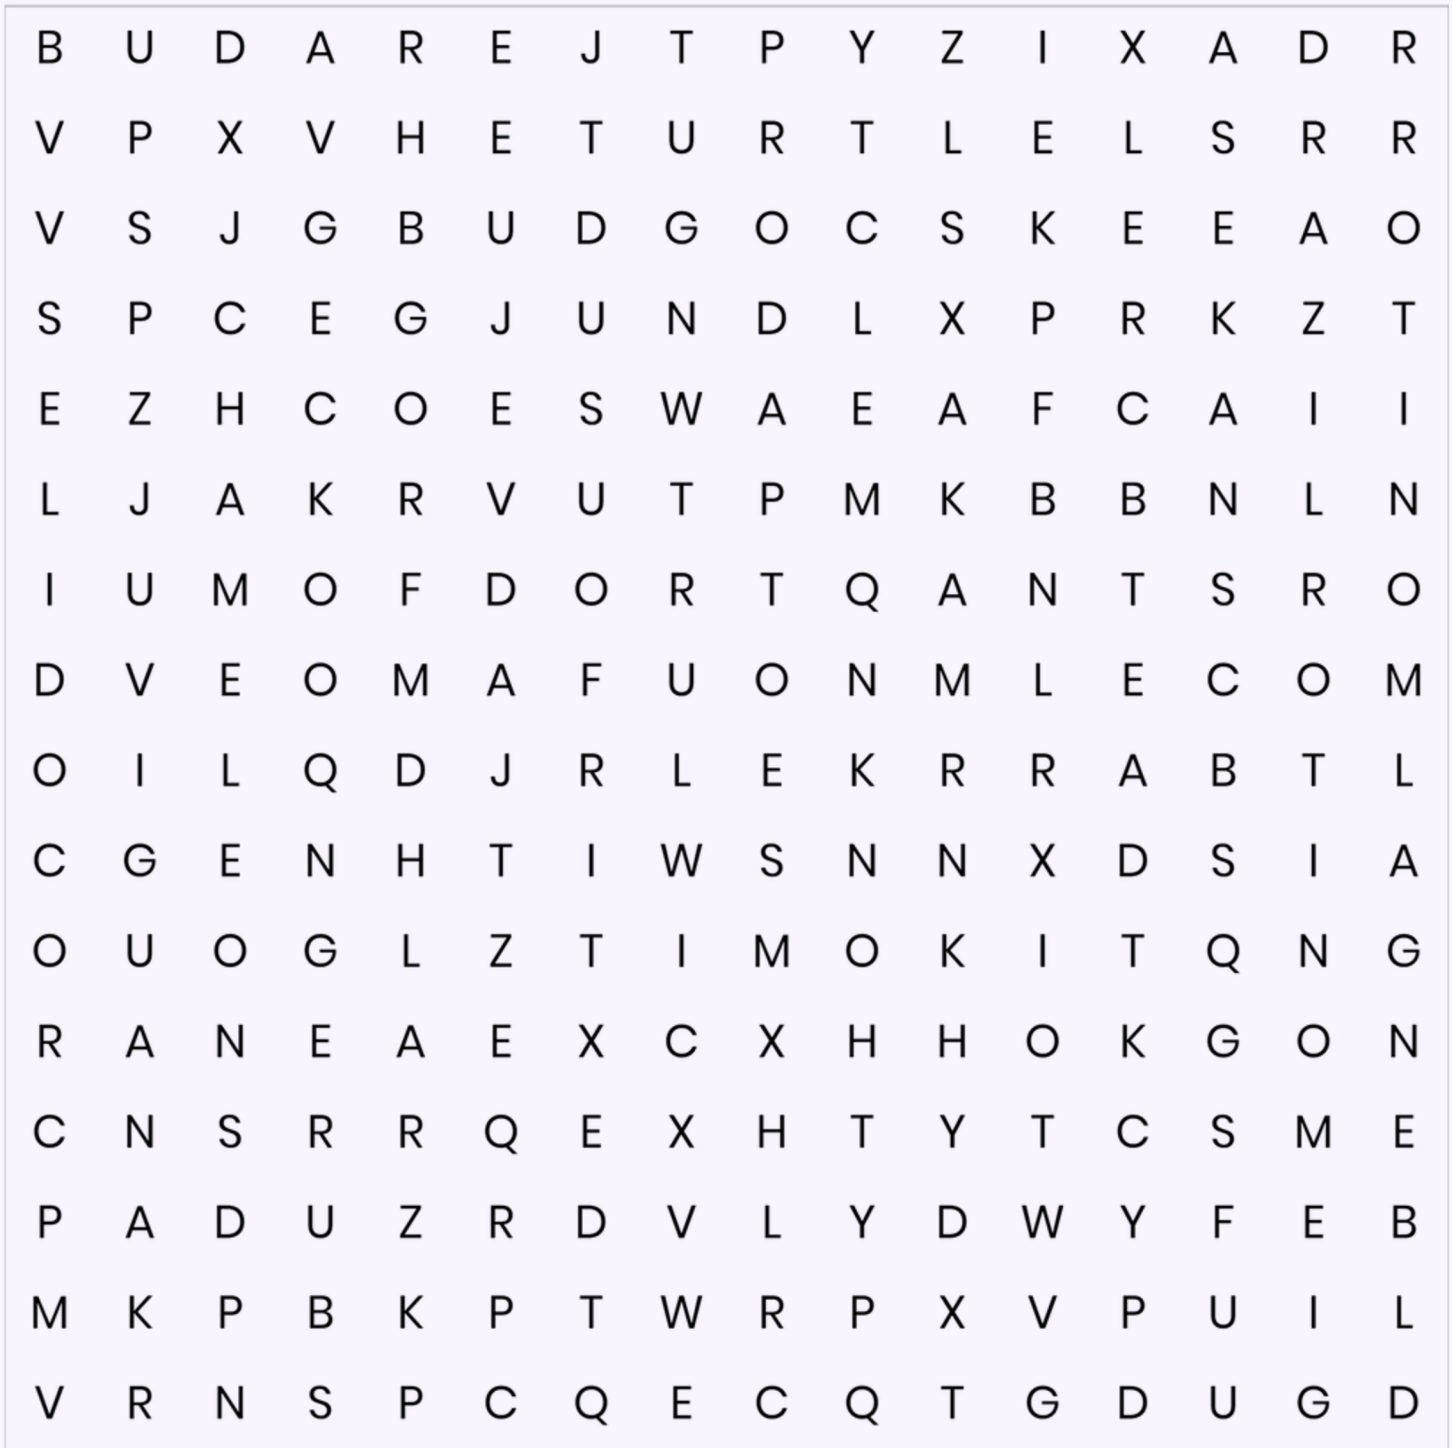 B U D A R E J T P Y Z I X A D R
V P X V H E T U R T L E L S R R
V S J G B U D G O C S K E E A O
S P C E G J U N D L X P R K Z T
E Z H C O E S W A E A F C A I I
L J A K R V U T P M K B B N L N
I U M O F D O R T Q A N T S R O
D V E O M A F U O N M L E C O M
O I L Q D J R L E K R R A B T L
C G E N H T I W S N N X D S I A
O U O G L Z T I M O K I T Q N G
R A N E A E X C X H H O K G O N
C N S R R Q E X H T Y T C S M E
P A D U Z R D V L Y D W Y F E B
M K P B K P T W R P X V P U I L
V R N S P C Q E C Q T G D U G D